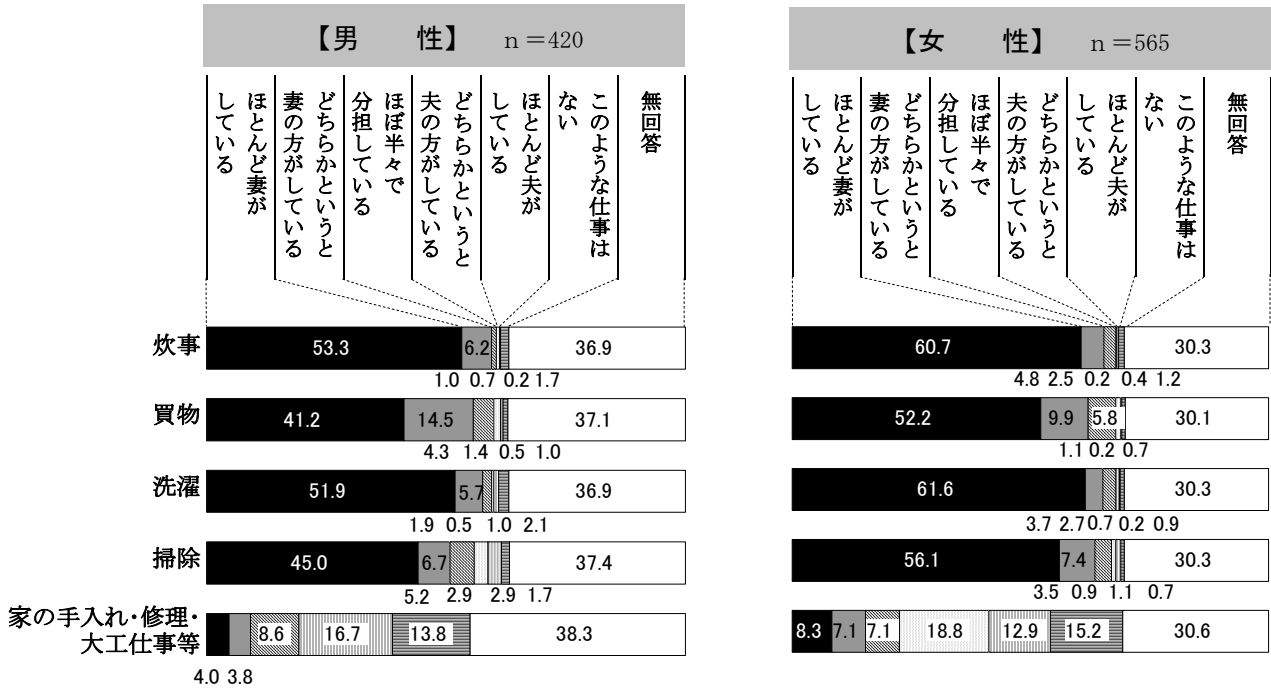 【男　性】 n＝420
ほとんど妻が
している
どちらかというと
妻の方がしている
ほぼ半々で
分担している
どちらかというと
夫の方がしている
ほとんど夫が
している
このような仕事は
ない
無回答
【女　性】 n＝565
ほとんど妻が
している
どちらかというと
妻の方がしている
ほぼ半々で
分担している
どちらかというと
夫の方がしている
ほとんど夫が
している
このような仕事は
ない
無回答
炊事 53.3 6.2 36.9 60.7 30.3
1.0 0.7 0.2 1.7 4.8 2.5 0.2 0.4 1.2
買物 41.2 14.5 37.1 52.2 9.9 5.8 30.1
4.3 1.4 0.5 1.0 1.1 0.2 0.7
洗濯 51.9 5.7 36.9 61.6 30.3
1.9 0.5 1.0 2.1 3.7 2.7 0.7 0.2 0.9
掃除 45.0 6.7 37.4 56.1 7.4 30.3
5.2 2.9 2.9 1.7 3.5 0.9 1.1 0.7
家の手入れ・修理・
大工仕事等 8.6 16.7 13.8 38.3 8.3 7.1 7.1 18.8 12.9 15.2 30.6
4.0 3.8